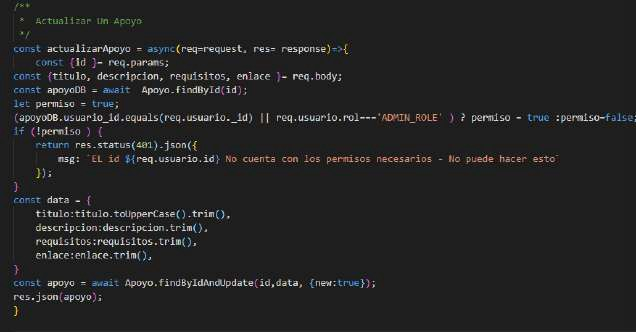 /**
 *  Actualizar Un Apoyo
 */
const actualizarApoyo = async(req=request, res= response)=>{
    const {id }= req.params;
const {titulo, descripcion, requisitos, enlace }= req.body;
const apoyoDB = await  Apoyo.findById(id);
let permiso = true;
(apoyoDB.usuario_id.equals(req.usuario._id) || req.usuario.rol==='ADMIN_ROLE' ) ? permiso = true :permiso=false;
if (!permiso ) {
    return res.status(401).json({
        msg: `EL id ${req.usuario.id} No cuenta con los permisos necesarios - No puede hacer esto`
    });
}
const data = {
    titulo:titulo.toUpperCase().trim(),
    descripcion:descripcion.trim(),
    requisitos:requisitos.trim(),
    enlace:enlace.trim(),
}
const apoyo = await Apoyo.findByIdAndUpdate(id,data, {new:true});
res.json(apoyo);
}